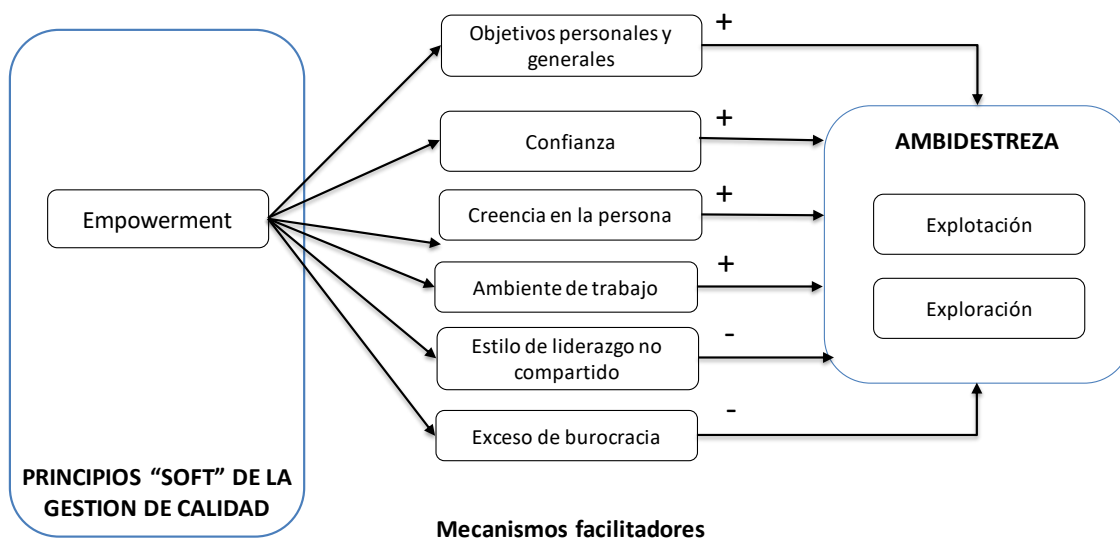 Objetivos personales y
generales
+
Confianza
+
AMBIDESTREZA
Creencia en la persona
+
Empowerment
Explotación
Ambiente de trabajo
+
Exploración
Estilo de liderazgo no
compartido
-
Exceso de burocracia
-
PRINCIPIOS “SOFT” DE LA
GESTION DE CALIDAD
Mecanismos facilitadores